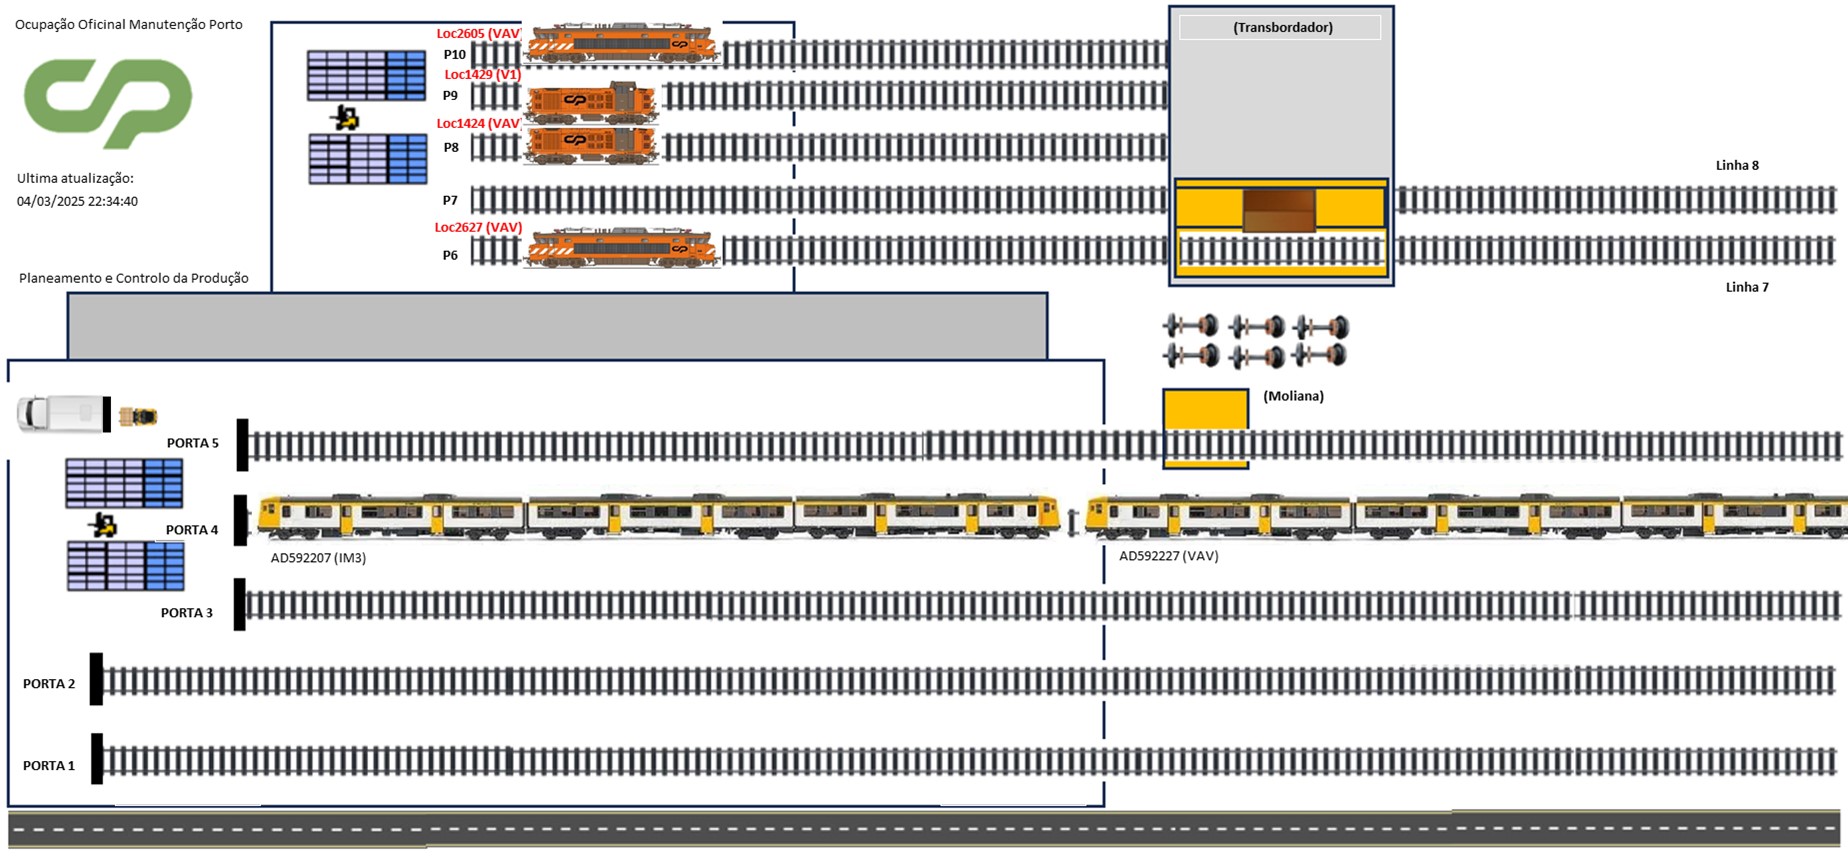 Ocupação Oficinal Manutenção Porto
Ultima atualização:
04/03/2025 22:34:40
Planeamento e Controlo da Produção
Loc2605 (VAV)
P10
Loc1429 (V1)
P9
Loc1424 (VAV)
P8
P7
Loc2627 (VAV)
P6
(Transbordador)
Linha 8
Linha 7
(Moliana)
PORTA 5
PORTA 4
AD592207 (IM3)
AD592227 (VAV)
PORTA 3
PORTA 2
PORTA 1